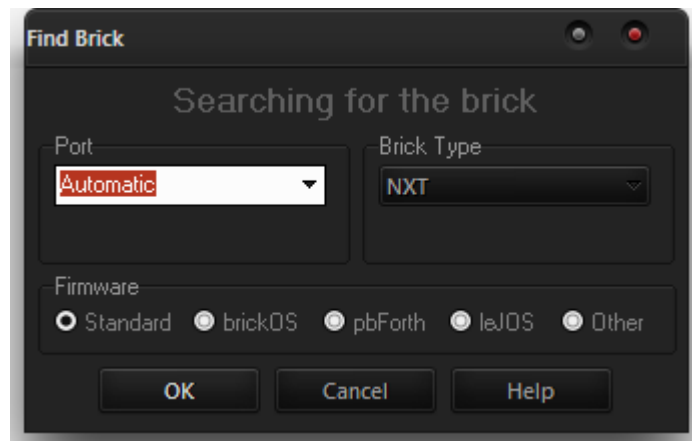 Find Brick
Searching for the brick
Port
Brick Type
Automatic
NXT
Firmware
Standard brickOS pbForth leJOS Other
OK Cancel Help